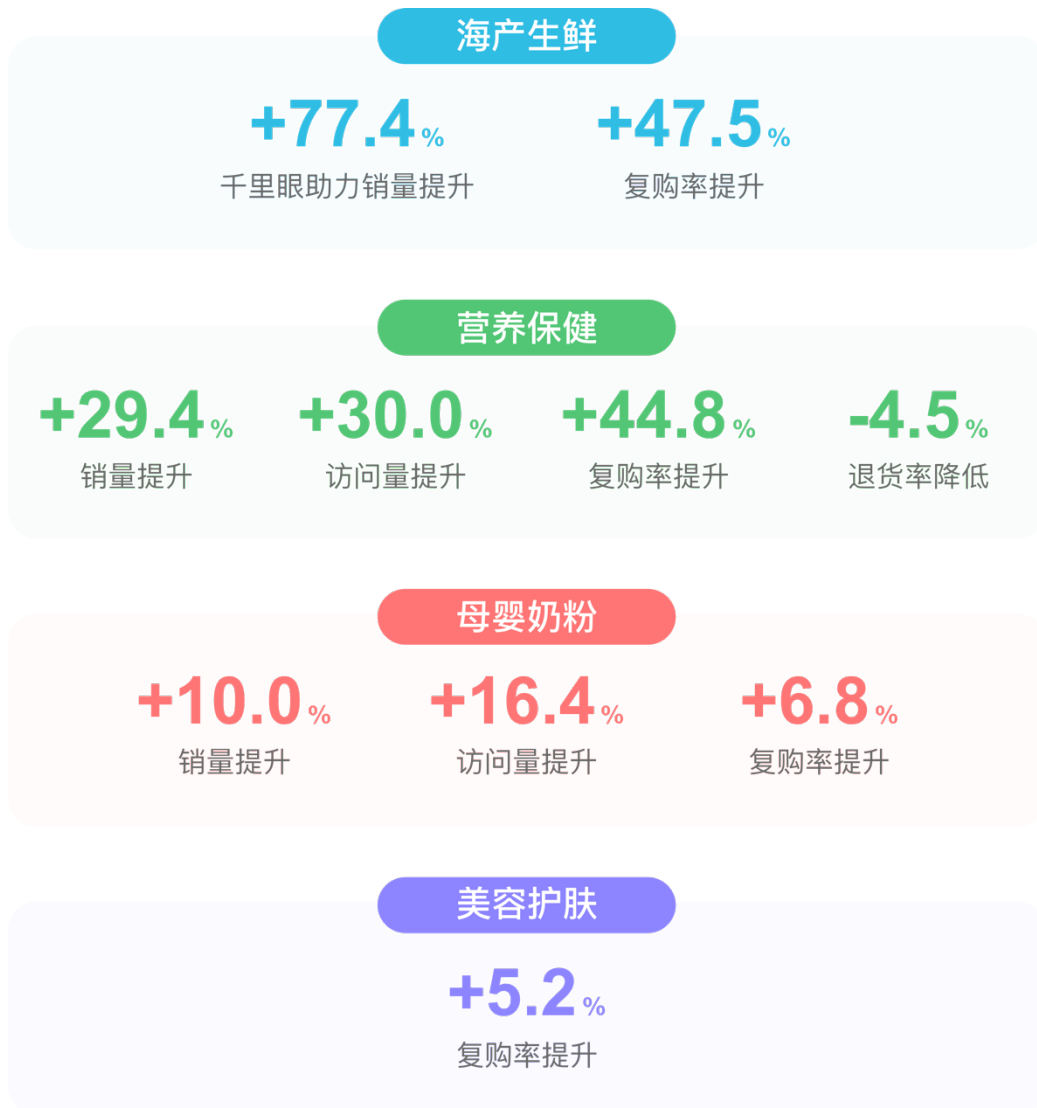 海产生鲜
+77.4% +47.5%
千里眼助力销量提升 复购率提升
营养保健
+29.4% +30.0% +44.8% -4.5%
销量提升 访问量提升 复购率提升 退货率降低
母婴奶粉
+10.0% +16.4% +6.8%
销量提升 访问量提升 复购率提升
美容护肤
+5.2%
复购率提升